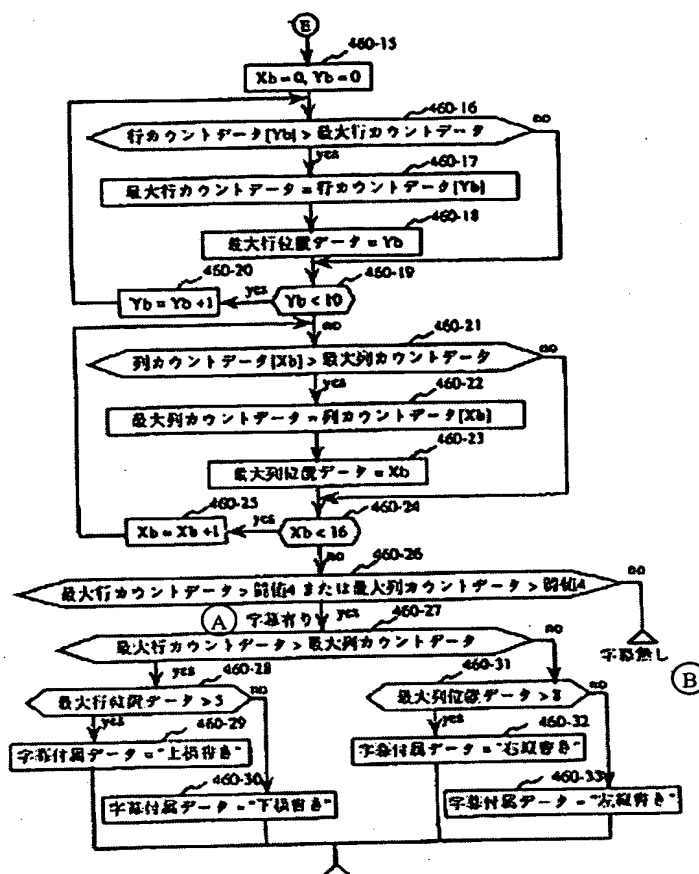 E
460-15
Xb=0, Yb=0
460-16
行カウントデータ[Yb] > 最大行カウントデータ
no
yes
460-17
最大行カウントデータ = 行カウントデータ[Yb]
460-18
最大行位置データ = Yb
460-20
460-19
Yb = Yb +1
yes
Yb < 10
no
460-21
列カウントデータ[Xb] > 最大列カウントデータ
no
yes
460-22
最大列カウントデータ = 列カウントデータ[Xb]
460-23
最大列位置データ = Xb
460-25
460-24
Xb = Xb +1
yes
Xb < 16
no
460-26
最大行カウントデータ > 閾値4 または最大列カウントデータ > 閾値4
no
A
字幕有り
yes
460-27
字幕無し
B
最大行カウントデータ > 最大列カウントデータ
no
yes
460-28
460-31
最大行位置データ > 5
no
最大列位置データ > 8
no
yes
460-29
yes
460-32
字幕付属データ = "上横書き"
字幕付属データ = "右縦書き"
460-30
460-33
字幕付属データ = "下横書き"
字幕付属データ = "左縦書き"